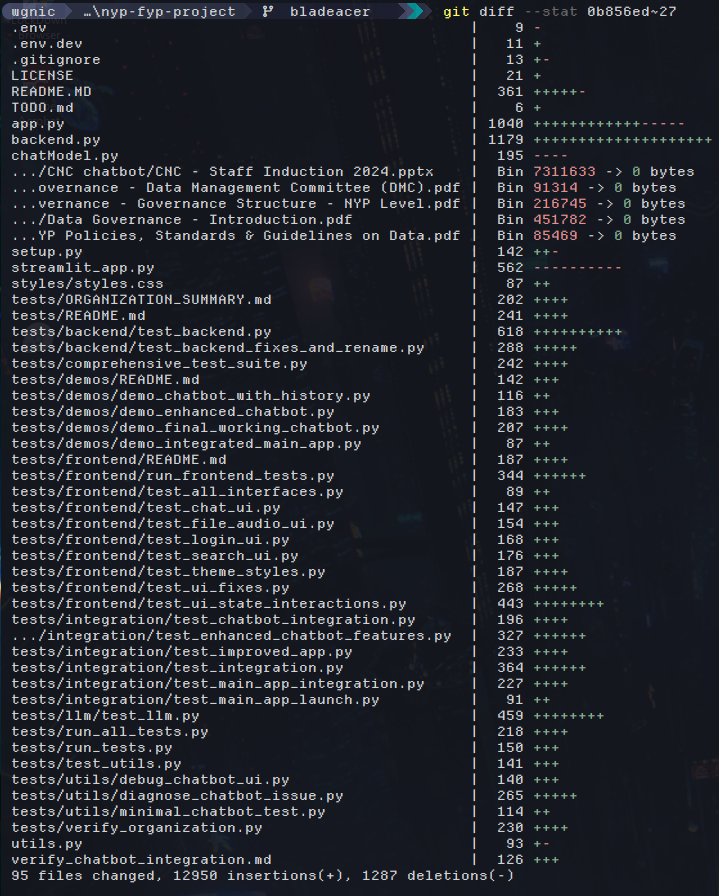 wgnic …\nyp-fyp-project bladeacer git diff --stat 0b856ed~27
.env | 9 -
.env.dev | 11 +
.gitignore | 13 +-
LICENSE | 21 +
README.MD | 361 +++++-
TODO.md | 6 +
app.py | 1040 ++++++++++++-----
backend.py | 1179 +++++++++++++++++++++
chatModel.py | 195 ----
.../CNC chatbot/CNC - Staff Induction 2024.pptx | Bin 7311633 -> 0 bytes
...overnance - Data Management Committee (DMC).pdf | Bin 91314 -> 0 bytes
...vernance - Governance Structure - NYP Level.pdf | Bin 216745 -> 0 bytes
.../Data Governance - Introduction.pdf | Bin 451782 -> 0 bytes
...YP Policies, Standards & Guidelines on Data.pdf | Bin 85469 -> 0 bytes
setup.py | 142 ++-
streamlit_app.py | 562 ----------
styles/styles.css | 87 ++
tests/ORGANIZATION_SUMMARY.md | 202 ++++
tests/README.md | 241 ++++
tests/backend/test_backend.py | 618 ++++++++++
tests/backend/test_backend_fixes_and_rename.py | 288 +++++
tests/comprehensive_test_suite.py | 242 ++++
tests/demos/README.md | 142 +++
tests/demos/demo_chatbot_with_history.py | 116 ++
tests/demos/demo_enhanced_chatbot.py | 183 +++
tests/demos/demo_final_working_chatbot.py | 207 ++++
tests/demos/demo_integrated_main_app.py | 87 ++
tests/frontend/README.md | 187 ++++
tests/frontend/run_frontend_tests.py | 344 ++++++
tests/frontend/test_all_interfaces.py | 89 ++
tests/frontend/test_chat_ui.py | 147 +++
tests/frontend/test_file_audio_ui.py | 154 +++
tests/frontend/test_login_ui.py | 168 +++
tests/frontend/test_search_ui.py | 176 +++
tests/frontend/test_theme_styles.py | 187 ++++
tests/frontend/test_ui_fixes.py | 268 +++++
tests/frontend/test_ui_state_interactions.py | 443 ++++++++
tests/integration/test_chatbot_integration.py | 196 ++++
.../integration/test_enhanced_chatbot_features.py | 327 ++++++
tests/integration/test_improved_app.py | 233 ++++
tests/integration/test_integration.py | 364 ++++++
tests/integration/test_main_app_integration.py | 227 ++++
tests/integration/test_main_app_launch.py | 91 ++
tests/llm/test_llm.py | 459 ++++++++
tests/run_all_tests.py | 218 ++++
tests/run_tests.py | 150 +++
tests/test_utils.py | 141 +++
tests/utils/debug_chatbot_ui.py | 140 +++
tests/utils/diagnose_chatbot_issue.py | 265 +++++
tests/utils/minimal_chatbot_test.py | 114 ++
tests/verify_organization.py | 230 ++++
utils.py | 93 +-
verify_chatbot_integration.md | 126 +++
95 files changed, 12950 insertions(+), 1287 deletions(-)